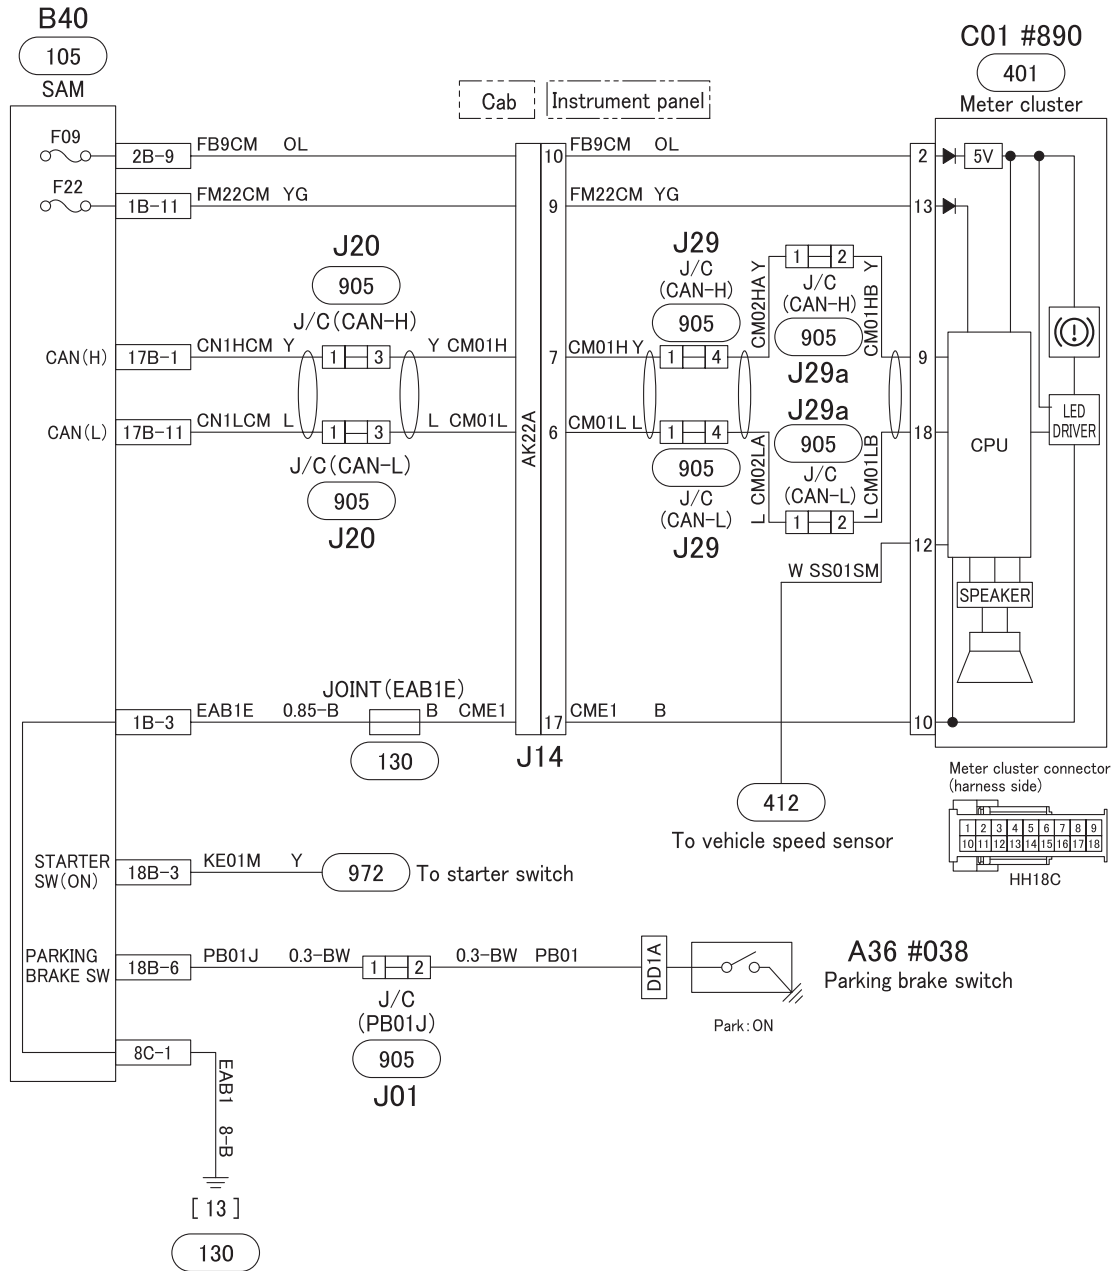 B40
105
SAM
C01 #890
401
Meter cluster
Cab
Instrument panel
F09
2B-9
FB9CM OL
10
FB9CM OL
2
5V
F22
1B-11
FM22CM YG
9
FM22CM YG
13
J20
905
J/C(CAN-H)
J29
J/C
(CAN-H)
905
CM02HA Y
1 2
J/C
(CAN-H)
905
J29a
CM01HB Y
CAN(H)
17B-1
CN1HCM Y
1 3
Y CM01H
7
CM01H Y
1 4
9
CAN(L)
17B-11
CN1LCM L
1 3
L CM01L
AK22A
6
CM01L L
1 4
18
CPU
LED
DRIVER
J/C(CAN-L)
905
J20
905
J/C
(CAN-L)
J29
L CM02LA
J29a
905
J/C
(CAN-L)
1 2
L CM01LB
12
W SS01SM
SPEAKER
1B-3
EAB1E 0.85-B
JOINT(EAB1E)
B CME1
130
17
CME1 B
10
J14
412
To vehicle speed sensor
Meter cluster connector
(harness side)
1 2 3 4 5 6 7 8 9
10 11 12 13 14 15 16 17 18
HH18C
STARTER
SW(ON)
18B-3
KE01M Y
972
To starter switch
PARKING
BRAKE SW
18B-6
PB01J 0.3-BW
1 2
0.3-BW PB01
DD1A
A36 #038
Parking brake switch
Park:ON
J/C
(PB01J)
905
J01
8C-1
EAB1 8-B
[ 13 ]
130